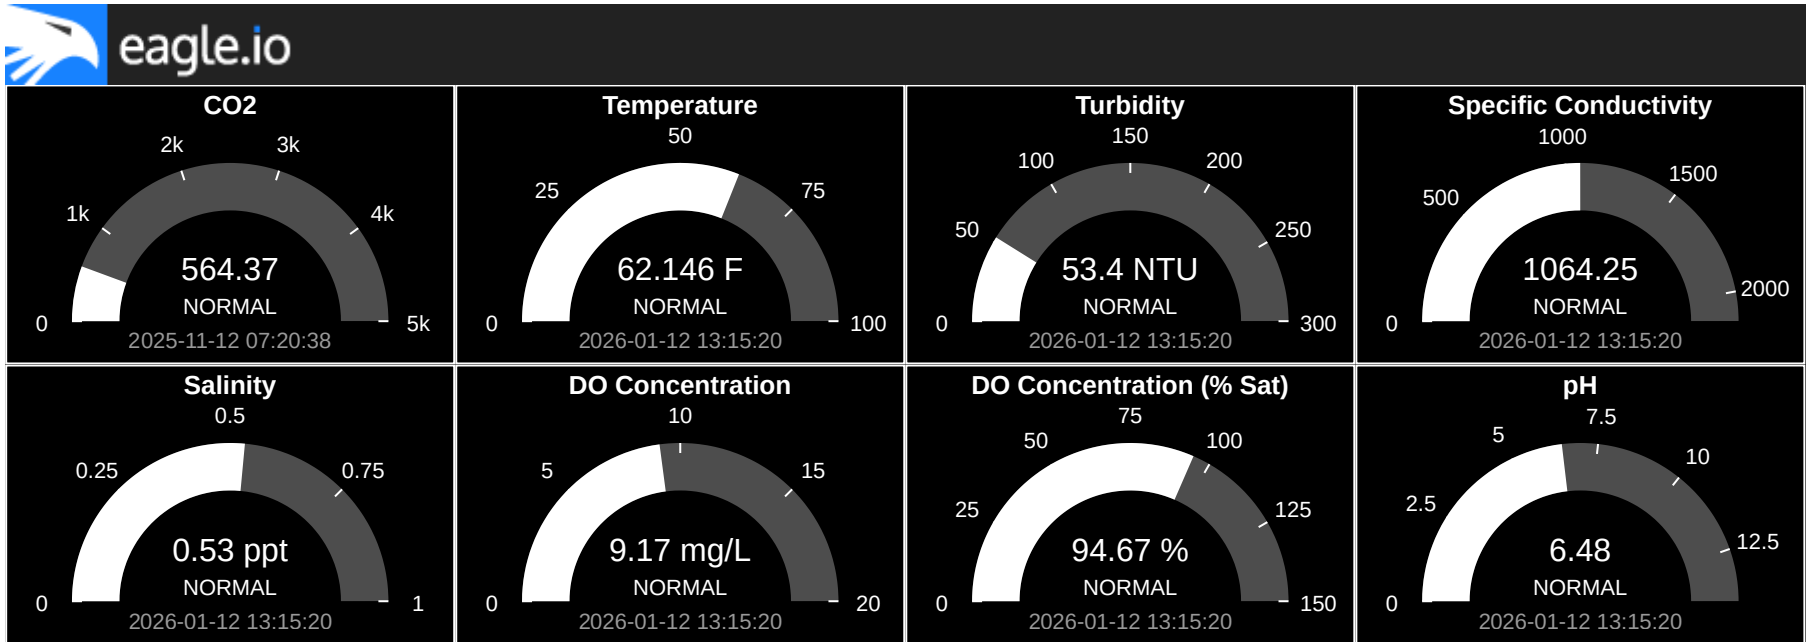 eagle.io
CO2
0
1k
2k
3k
4k
5k
564.37
NORMAL
2025-11-12 07:20:38
Temperature
0
25
50
75
100
62.146 F
NORMAL
2026-01-12 13:15:20
Turbidity
0
50
100
150
200
250
300
53.4 NTU
NORMAL
2026-01-12 13:15:20
Specific Conductivity
0
500
1000
1500
2000
1064.25
NORMAL
2026-01-12 13:15:20
Salinity
0
0.25
0.5
0.75
1
0.53 ppt
NORMAL
2026-01-12 13:15:20
DO Concentration
0
5
10
15
20
9.17 mg/L
NORMAL
2026-01-12 13:15:20
DO Concentration (% Sat)
0
25
50
75
100
125
150
94.67 %
NORMAL
2026-01-12 13:15:20
pH
0
2.5
5
7.5
10
12.5
6.48
NORMAL
2026-01-12 13:15:20